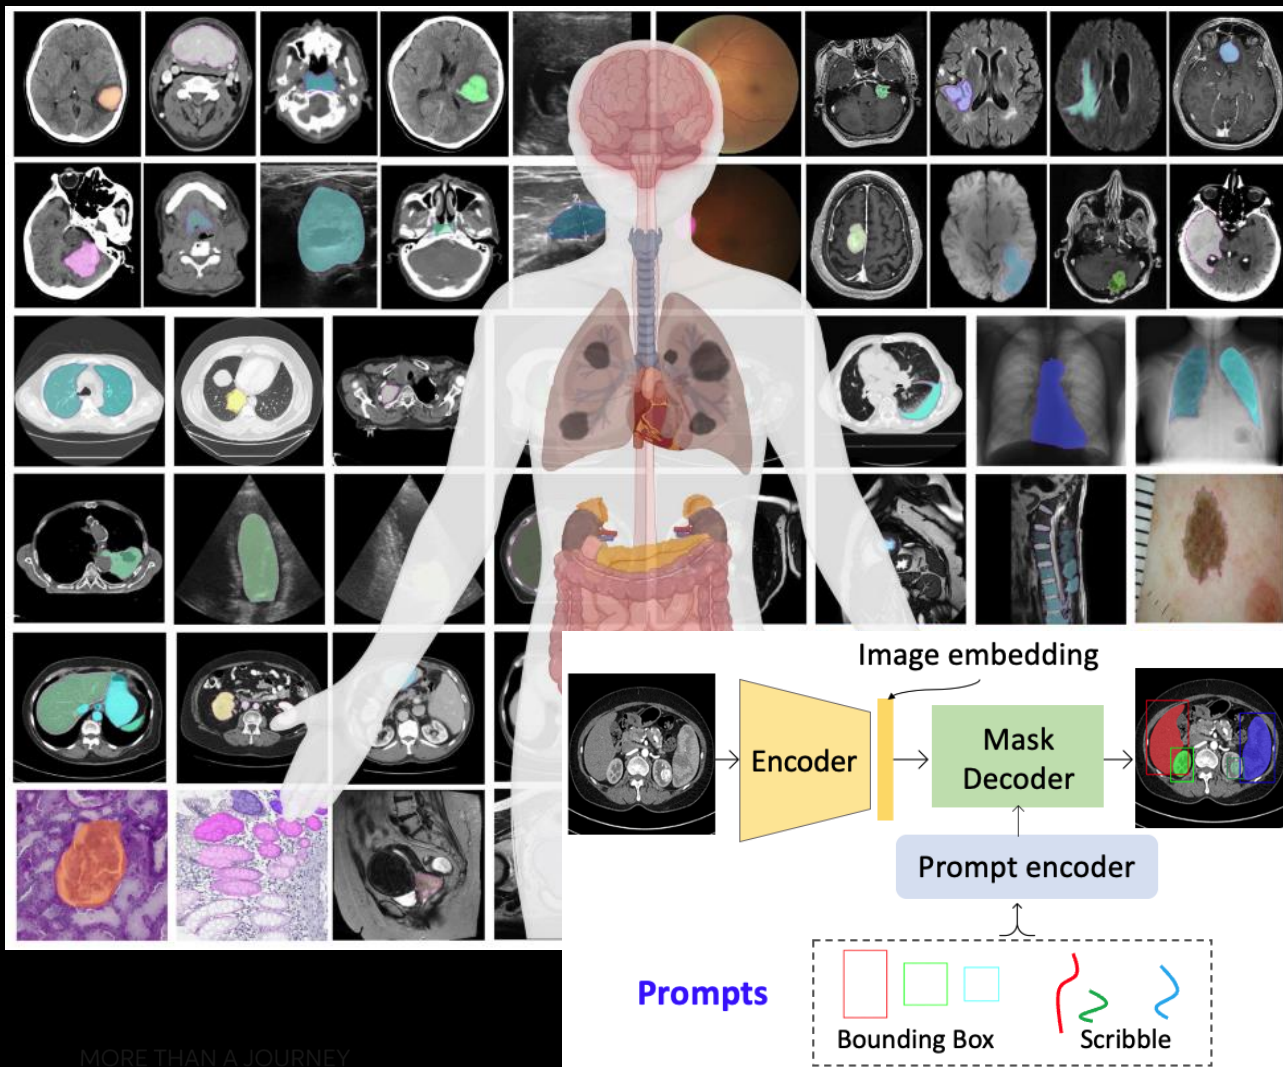 Image embedding
Encoder
Mask
Decoder
Prompt encoder
Prompts
Bounding Box
Scribble
MORE THAN A JOURNEY